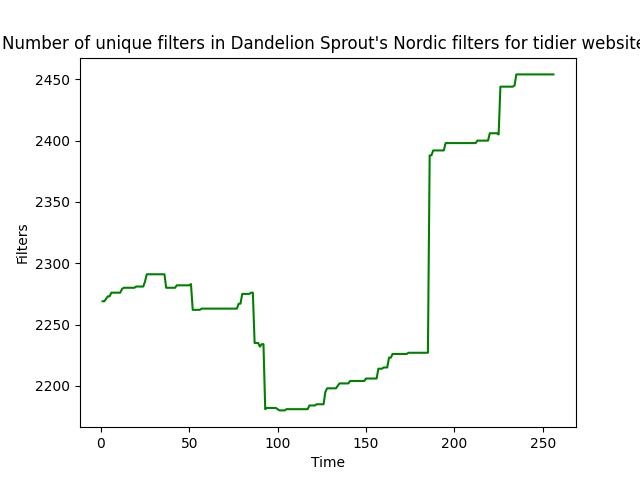 Number of unique filters in Dandelion Sprout's Nordic filters for tidier website
2450
2400
2350
2300
2250
2200
Filters
0 50 100 150 200 250
Time